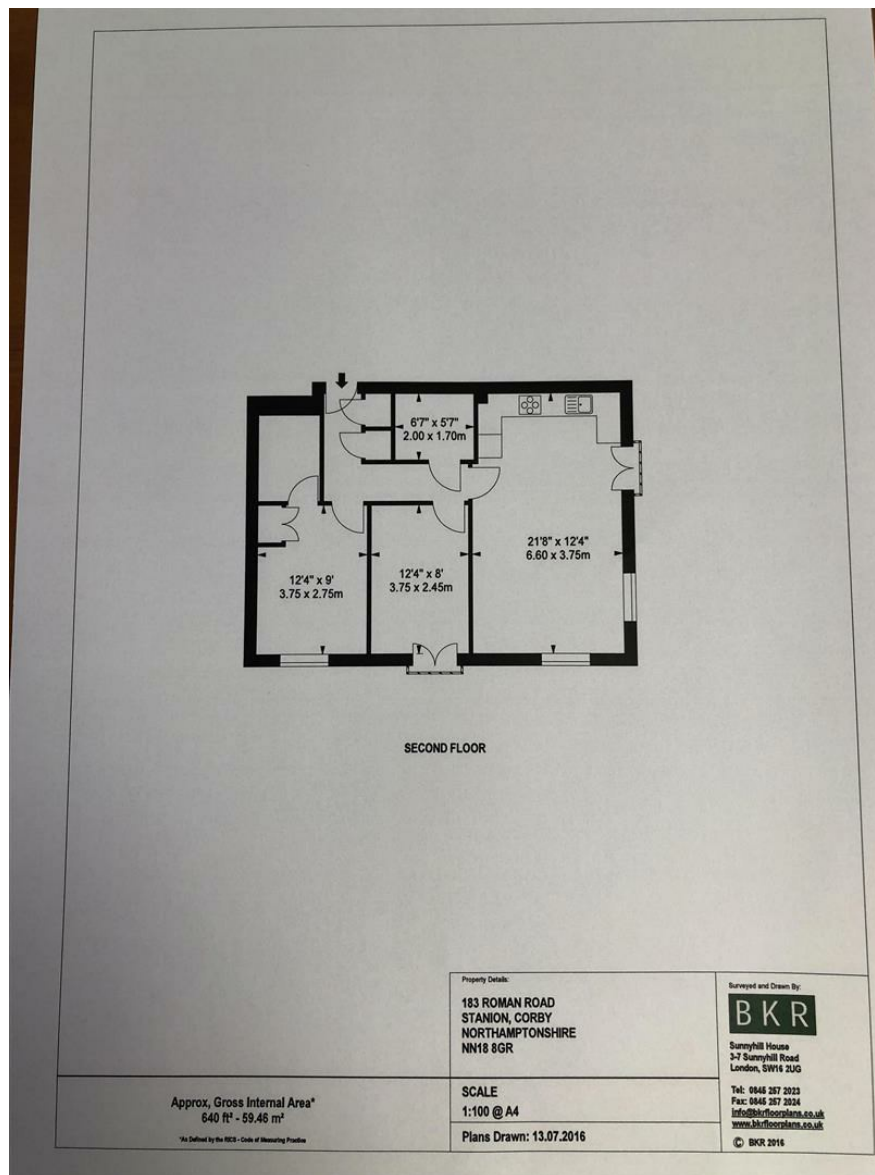 6'7" x 5'7"
2.00 x 1.70m
21'8" x 12'4"
6.60 x 3.75m
12'4" x 9'
3.75 x 2.75m
12'4" x 8'
3.75 x 2.45m
SECOND FLOOR
Property Details:
183 ROMAN ROAD
STANION, CORBY
NORTHAMPTONSHIRE
NN18 8GR
Surveyed and Drawn By:
BKR
Sunnyhill House
3-7 Sunnyhill Road
London, SW16 2UG
Tel: 0845 257 2023
Fax: 0845 257 2024
info@bkrfloorplans.co.uk
www.bkrfloorplans.co.uk
© BKR 2016
Approx, Gross Internal Area*
640 ft² - 59.46 m²
*As Defined by the RICS - Code of Measuring Practice
SCALE
1:100 @ A4
Plans Drawn: 13.07.2016